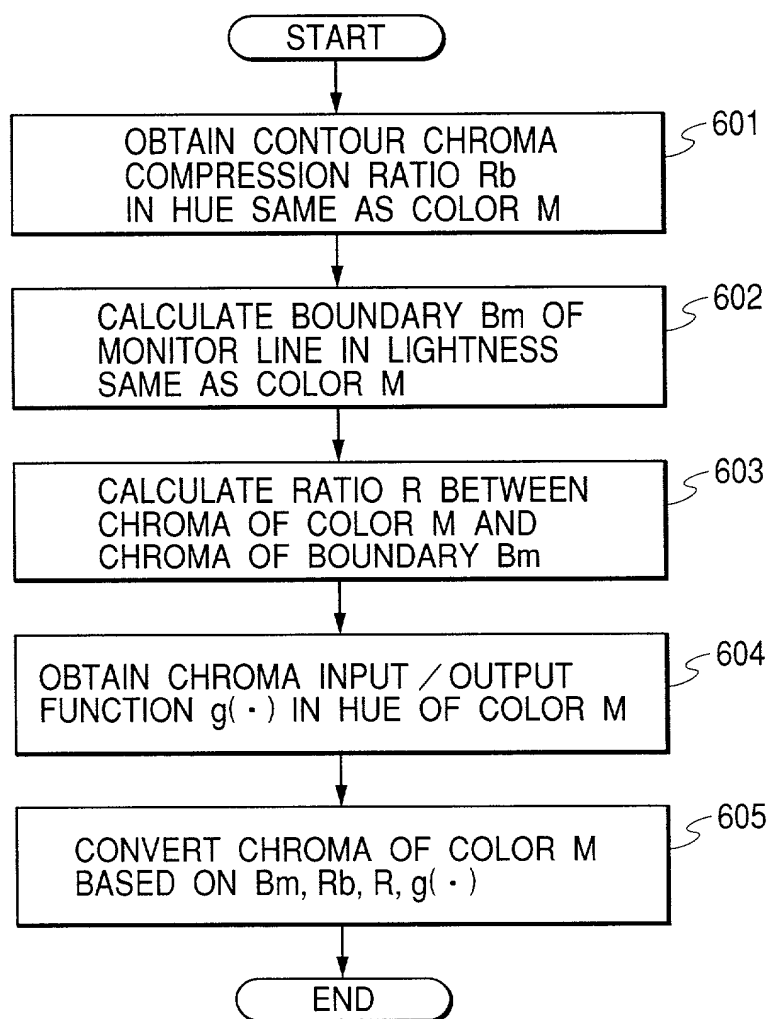 START
OBTAIN CONTOUR CHROMA
COMPRESSION RATIO Rb
IN HUE SAME AS COLOR M
601
CALCULATE BOUNDARY Bm OF
MONITOR LINE IN LIGHTNESS
SAME AS COLOR M
602
CALCULATE RATIO R BETWEEN
CHROMA OF COLOR M AND
CHROMA OF BOUNDARY Bm
603
OBTAIN CHROMA INPUT / OUTPUT
FUNCTION g(・) IN HUE OF COLOR M
604
CONVERT CHROMA OF COLOR M
BASED ON Bm, Rb, R, g(・)
605
END